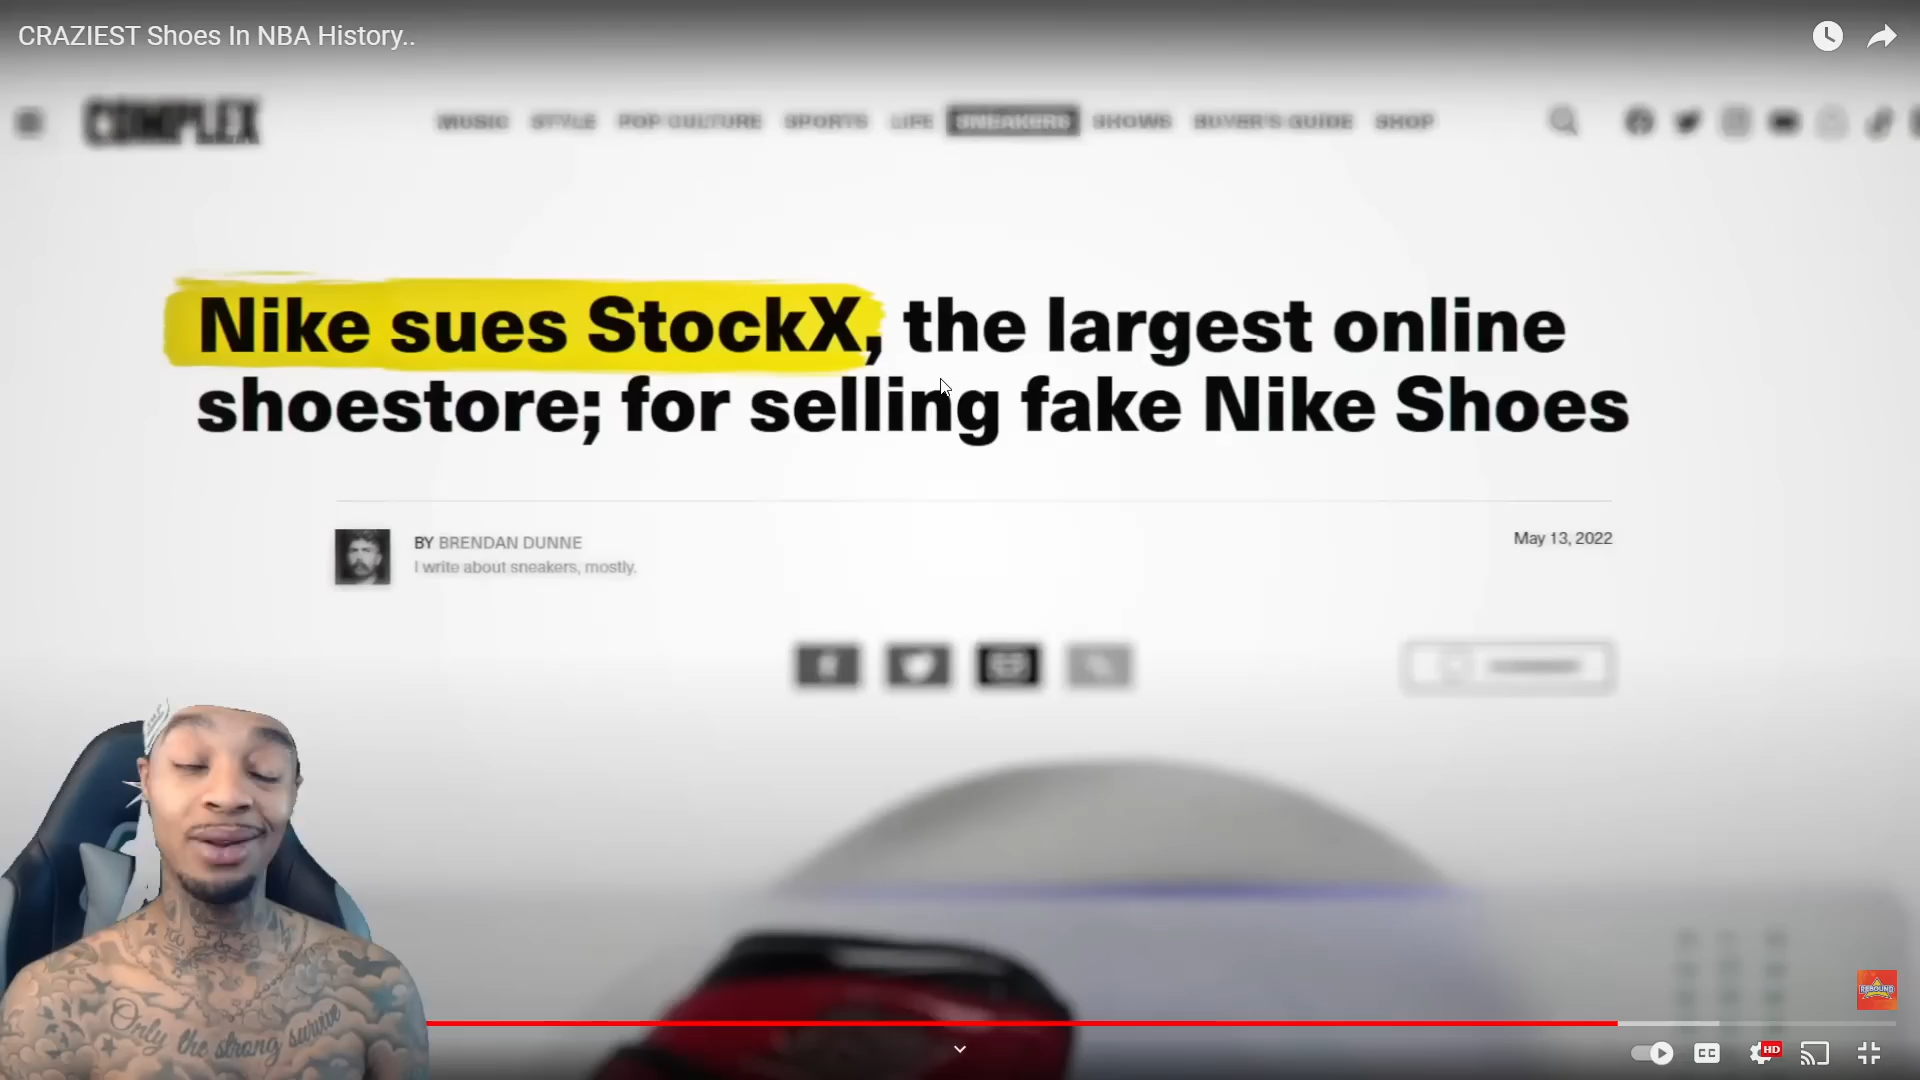 CRAZIEST Shoes In NBA History..
COMPLEX
MUSIC STYLE POP CULTURE SPORTS LIFE SNEAKERS SHOWS BUYER'S GUIDE SHOP
Nike sues StockX, the largest online
shoestore; for selling fake Nike Shoes
BY BRENDAN DUNNE
May 13, 2022
I write about sneakers, mostly.
REBOUND
Only the strong survive
CC
HD